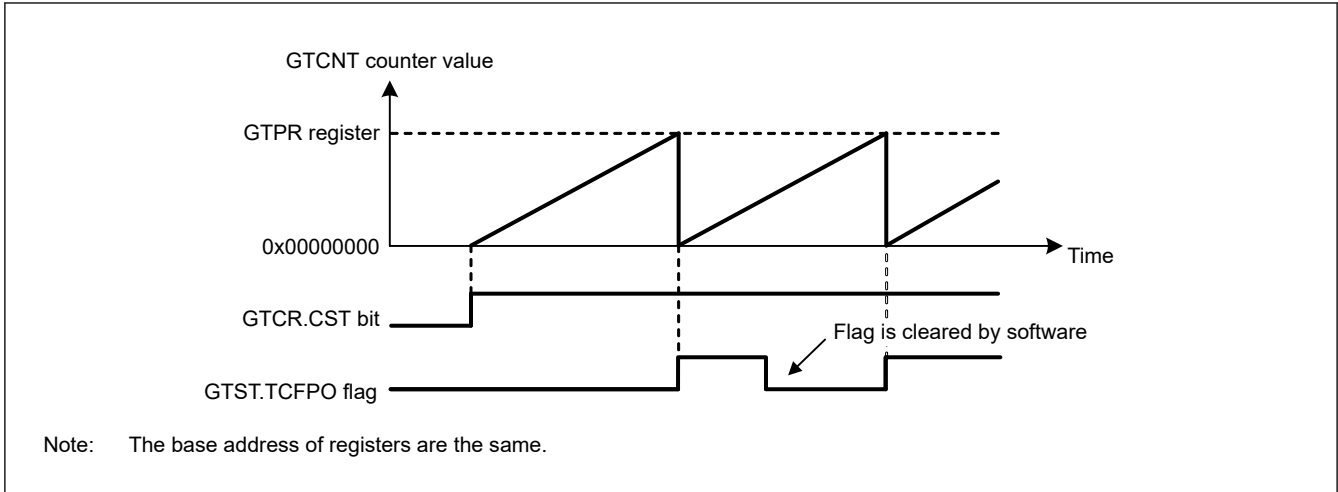 GTCNT counter value
GTPR register
0x00000000
Time
GTCR.CST bit
Flag is cleared by software
GTST.TCFPO flag
Note: The base address of registers are the same.